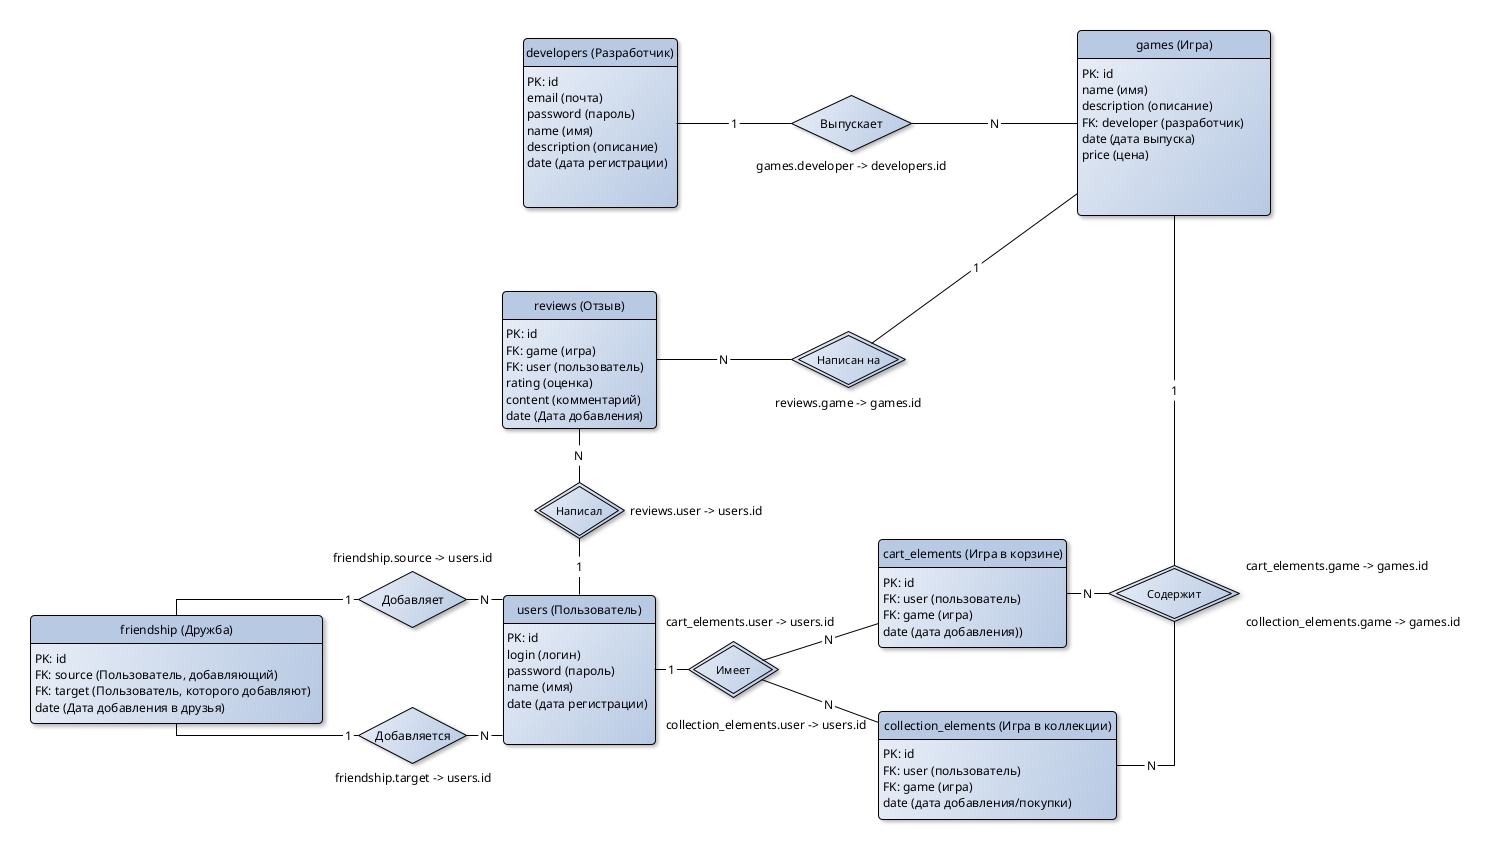 developers (Разработчик)
PK: id
email (почта)
password (пароль)
name (имя)
description (описание)
date (дата регистрации)
1
Выпускает
N
games.developer -> developers.id
games (Игра)
PK: id
name (имя)
description (описание)
FK: developer (разработчик)
date (дата выпуска)
price (цена)
1
reviews (Отзыв)
PK: id
FK: game (игра)
FK: user (пользователь)
rating (оценка)
content (комментарий)
date (Дата добавления)
N
Написан на
reviews.game -> games.id
1
N
Написал
reviews.user -> users.id
1
friendship.source -> users.id
1
Добавляет
N
friendship (Дружба)
PK: id
FK: source (Пользователь, добавляющий)
FK: target (Пользователь, которого добавляют)
date (Дата добавления в друзья)
1
Добавляется
N
friendship.target -> users.id
users (Пользователь)
PK: id
login (логин)
password (пароль)
name (имя)
date (дата регистрации)
cart_elements.user -> users.id
1
Имеет
N
N
collection_elements.user -> users.id
cart_elements (Игра в корзине)
PK: id
FK: user (пользователь)
FK: game (игра)
date (дата добавления))
N
Содержит
cart_elements.game -> games.id
collection_elements.game -> games.id
collection_elements (Игра в коллекции)
PK: id
FK: user (пользователь)
FK: game (игра)
date (дата добавления/покупки)
N